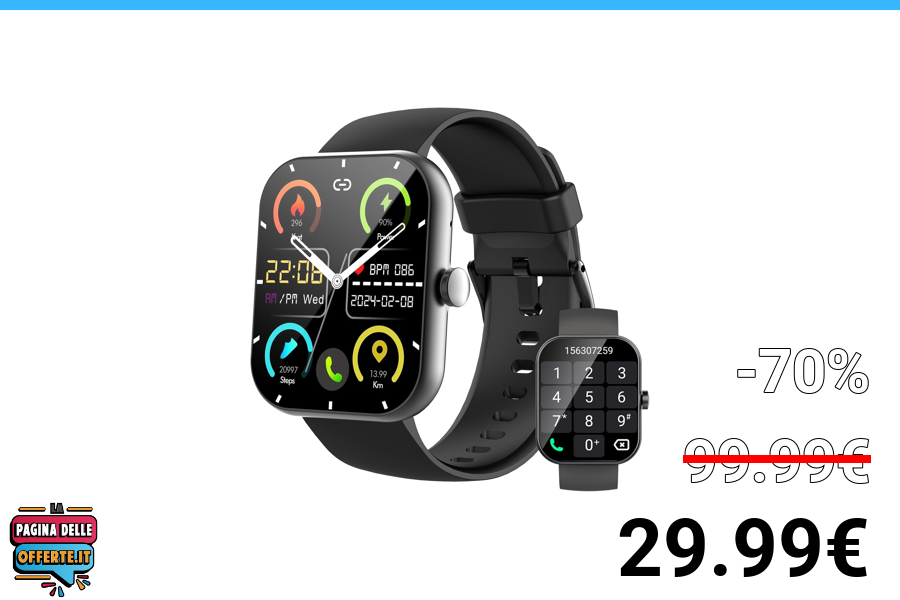 296
Kcal
90%
Power
22:08
AM/PM Wed
BPM 086
2024-02-08
20997
Steps
13.99
Km
156307259
1 2 3
4 5 6
7* 8 9#
0+
-70%
99.99€
29.99€
LA
PAGINA DELLE
OFFERTE.IT